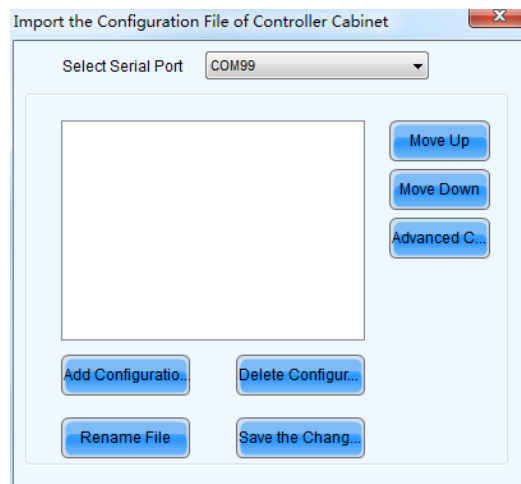 Import the Configuration File of Controller Cabinet
Select Serial Port COM99
Move Up
Move Down
Advanced C...
Add Configuratio...
Delete Configur...
Rename File
Save the Chang...